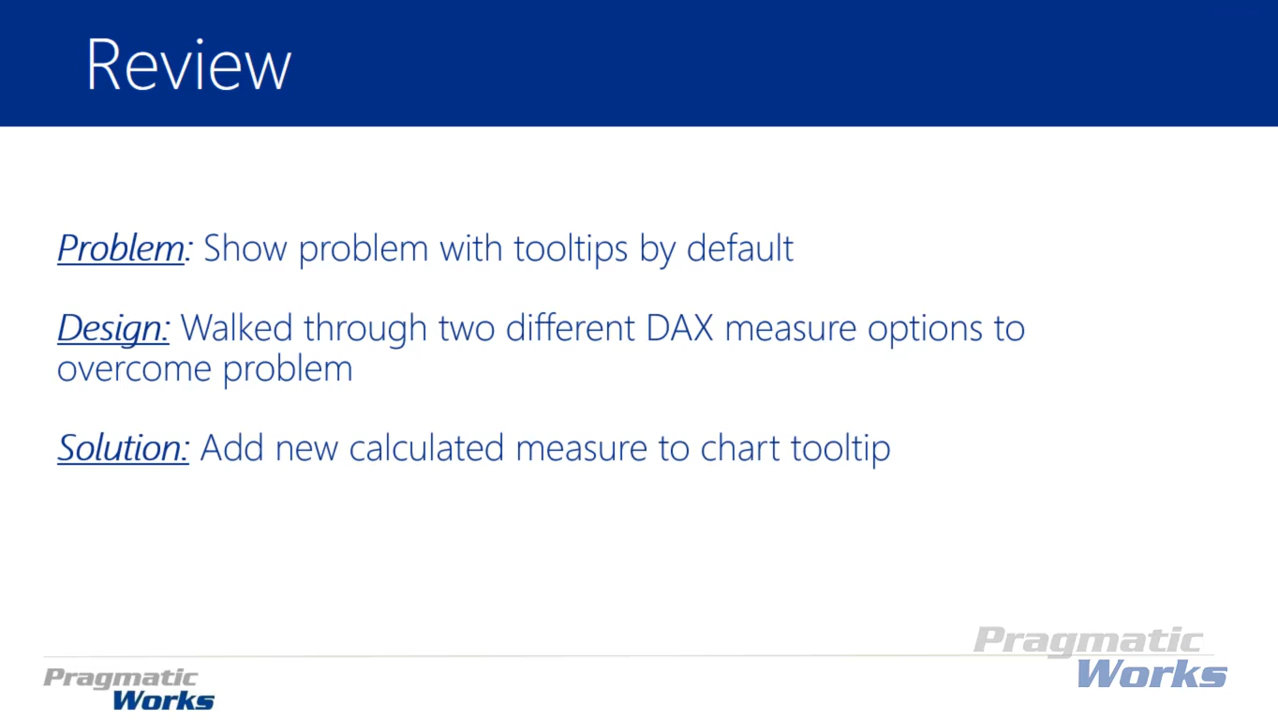 Review
Problem: Show problem with tooltips by default
Design: Walked through two different DAX measure options to
overcome problem
Solution: Add new calculated measure to chart tooltip
Pragmatic
Works
Pragmatic
Works